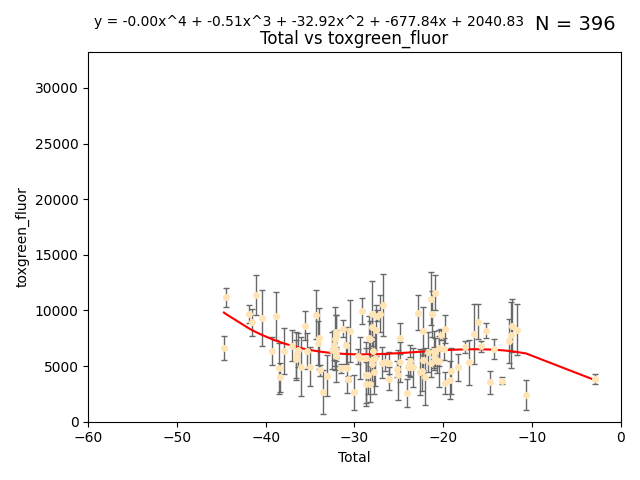 y = -0.00x^4 + -0.51x^3 + -32.92x^2 + -677.84x + 2040.83 N = 396
Total vs toxgreen_fluor
30000
25000
20000
15000
10000
5000
0
toxgreen_fluor
−60 −50 −40 −30 −20 −10 0
Total